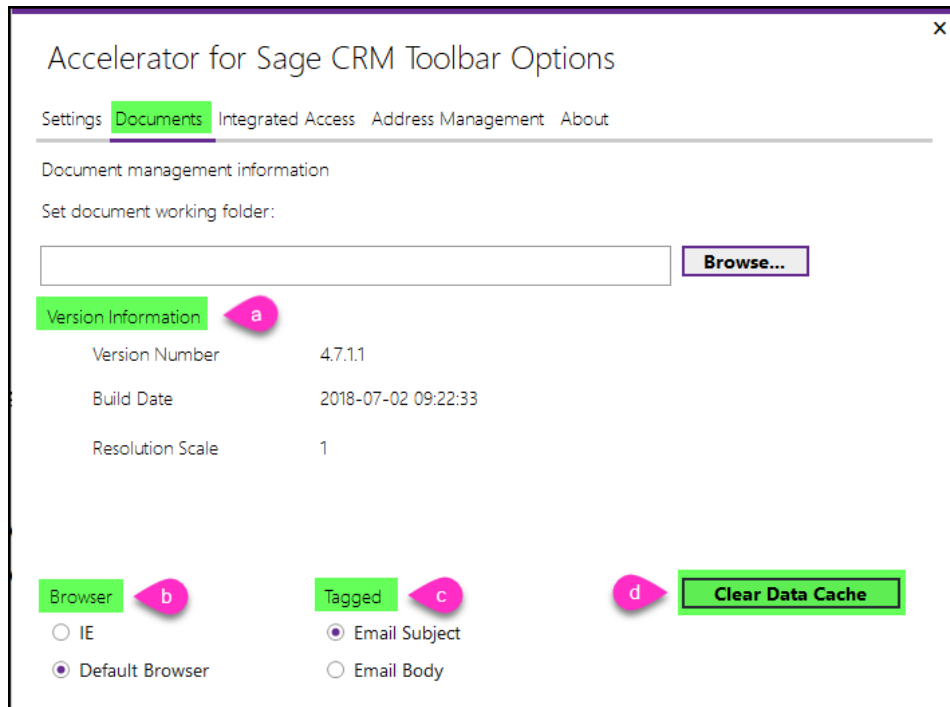 x
Accelerator for Sage CRM Toolbar Options
Settings Documents Integrated Access Address Management About
Document management information
Set document working folder:
Browse...
Version Information a
Version Number 4.7.1.1
Build Date 2018-07-02 09:22:33
Resolution Scale 1
Browser b Tagged c d Clear Data Cache
IE Email Subject
Default Browser Email Body